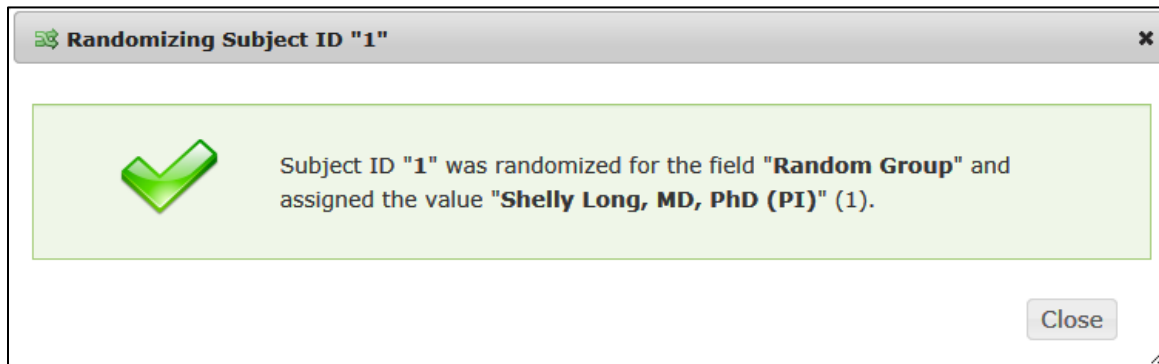 Randomizing Subject ID "1"
Subject ID "1" was randomized for the field "Random Group" and
assigned the value "Shelly Long, MD, PhD (PI)" (1).
Close